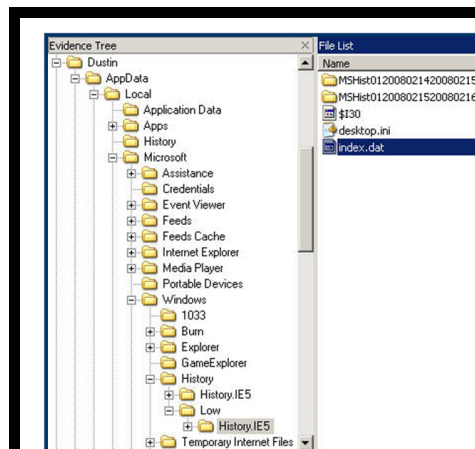 Evidence Tree
Dustin
AppData
Local
Application Data
Apps
History
Microsoft
Assistance
Credentials
Event Viewer
Feeds
Feeds Cache
Internet Explorer
Media Player
Portable Devices
Windows
1033
Burn
Explorer
GameExplorer
History
History.IE5
Low
History.IE5
Temporary Internet Files
File List
Name
MSHist012008021420080215
MSHist012008021520080216
$I30
desktop.ini
index.dat